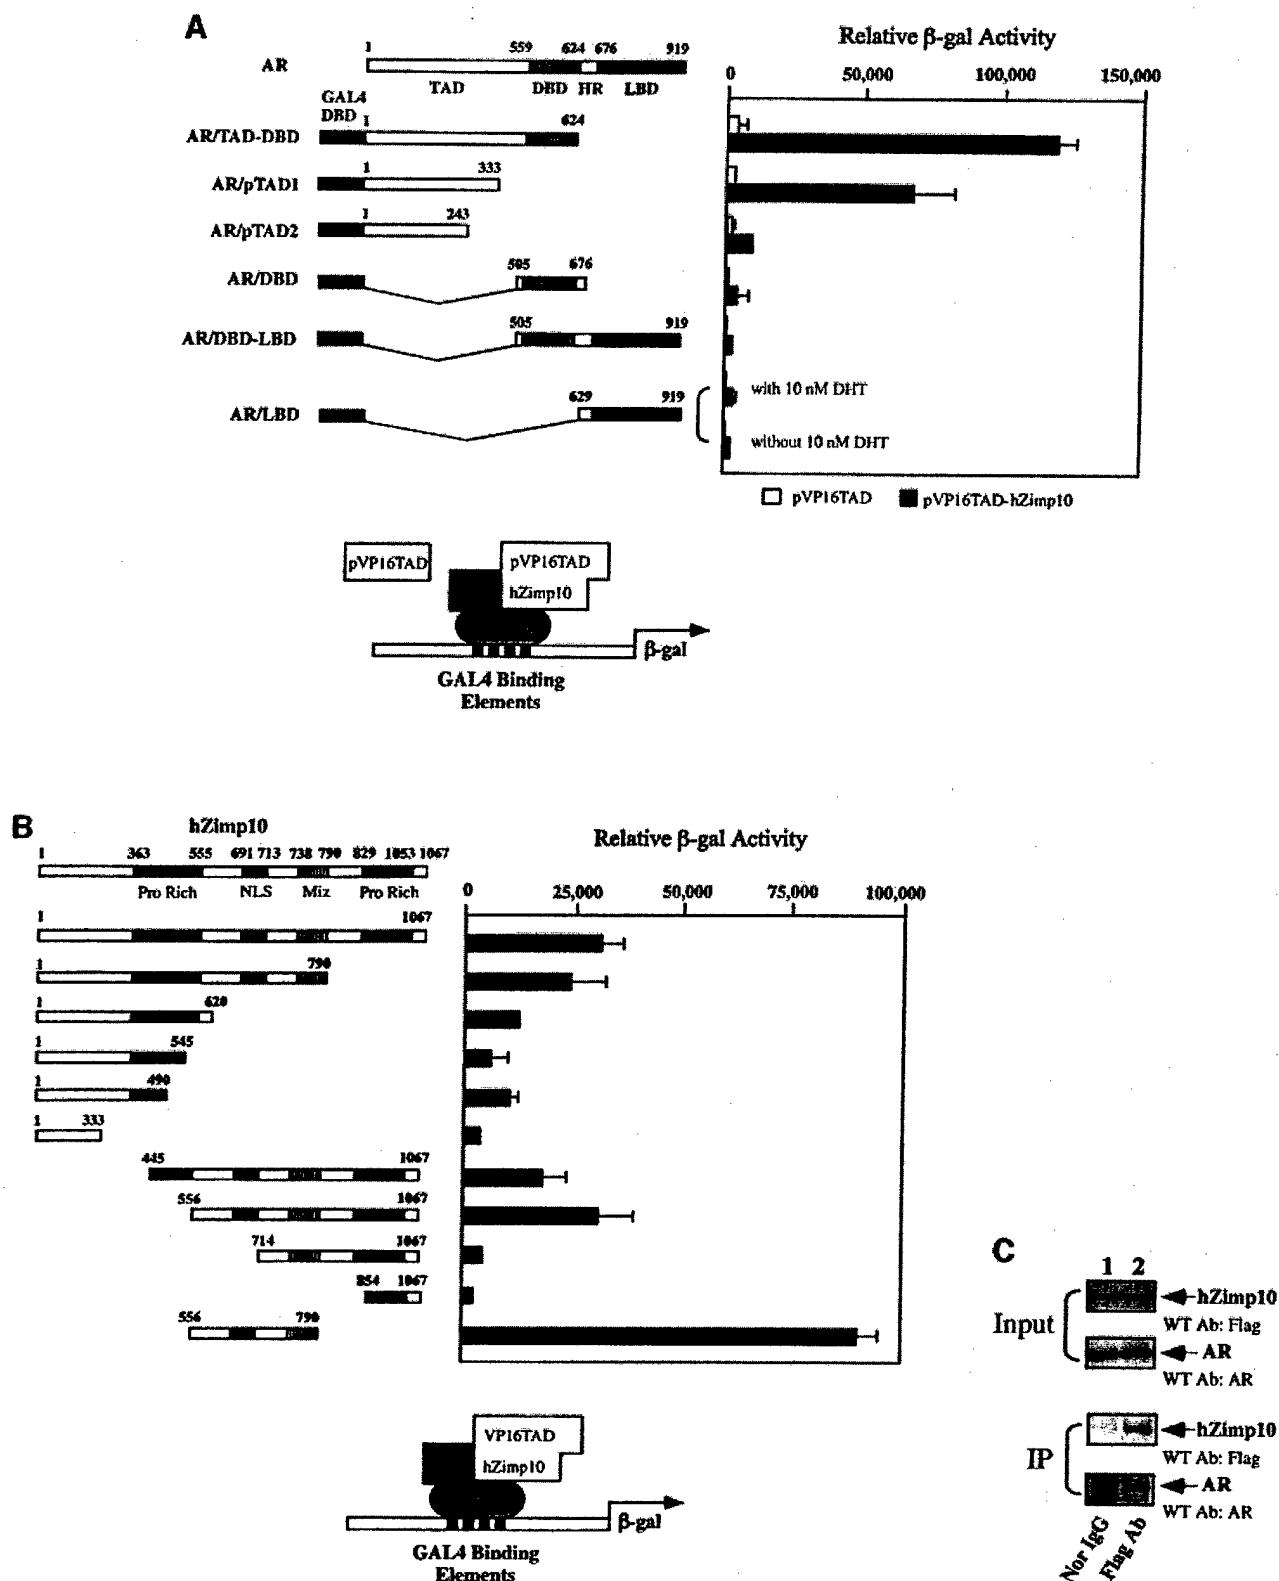 A
Relative β-gal Activity
0 50,000 100,000 150,000
1 559 624 676 919
AR
TAD DBD HR LBD
GAL4
DBD
1 624
AR/TAD-DBD
1 333
AR/pTAD1
1 243
AR/pTAD2
505 676
AR/DBD
505 919
AR/DBD-LBD
629 919
AR/LBD
with 10 nM DHT
without 10 nM DHT
pVP16TAD pVP16TAD-hZimp10
pVP16TAD
pVP16TAD
hZimp10
β-gal
GAL4 Binding
Elements
B
hZimp10
Relative β-gal Activity
1 363 555 691 713 738 790 829 1053 1067
Pro Rich NLS Miz Pro Rich
0 25,000 50,000 75,000 100,000
1 1067
1 790
1 620
1 545
1 490
1 333
445 1067
556 1067
714 1067
854 1067
556 790
VP16TAD
hZimp10
β-gal
GAL4 Binding
Elements
C
1 2
Input
hZimp10
WT Ab: Flag
AR
WT Ab: AR
IP
hZimp10
WT Ab: Flag
AR
WT Ab: AR
Nor IgG
Flag Ab